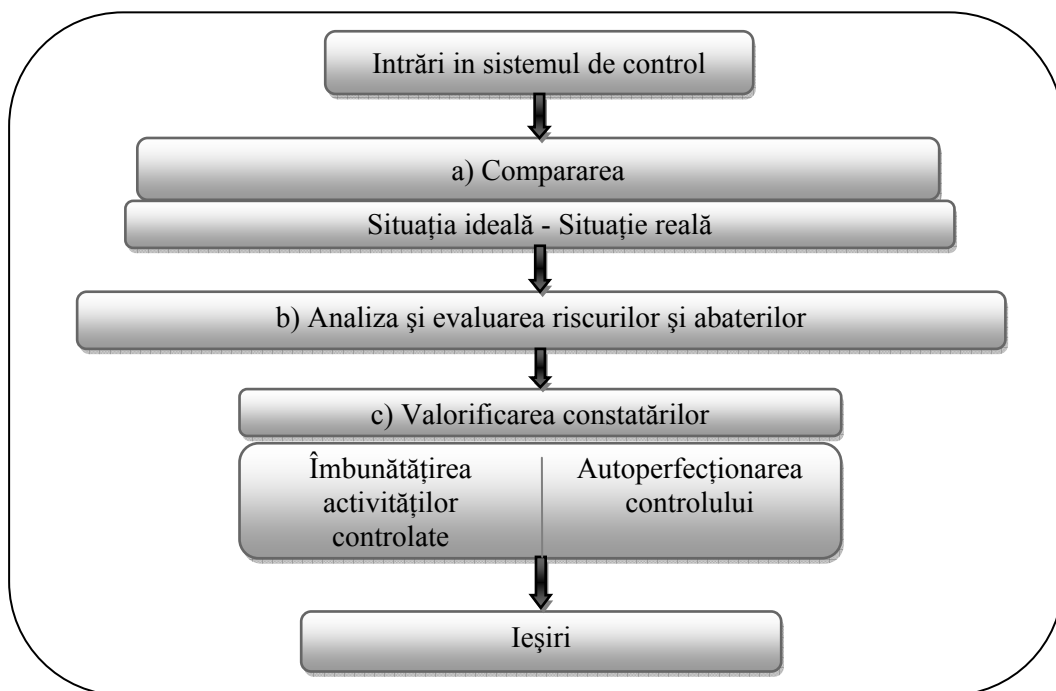 Intrări in sistemul de control
a) Compararea
Situația ideală - Situație reală
b) Analiza şi evaluarea riscurilor şi abaterilor
c) Valorificarea constatărilor
Îmbunătățirea
activităților
controlate
Autoperfecționarea
controlului
Ieşiri